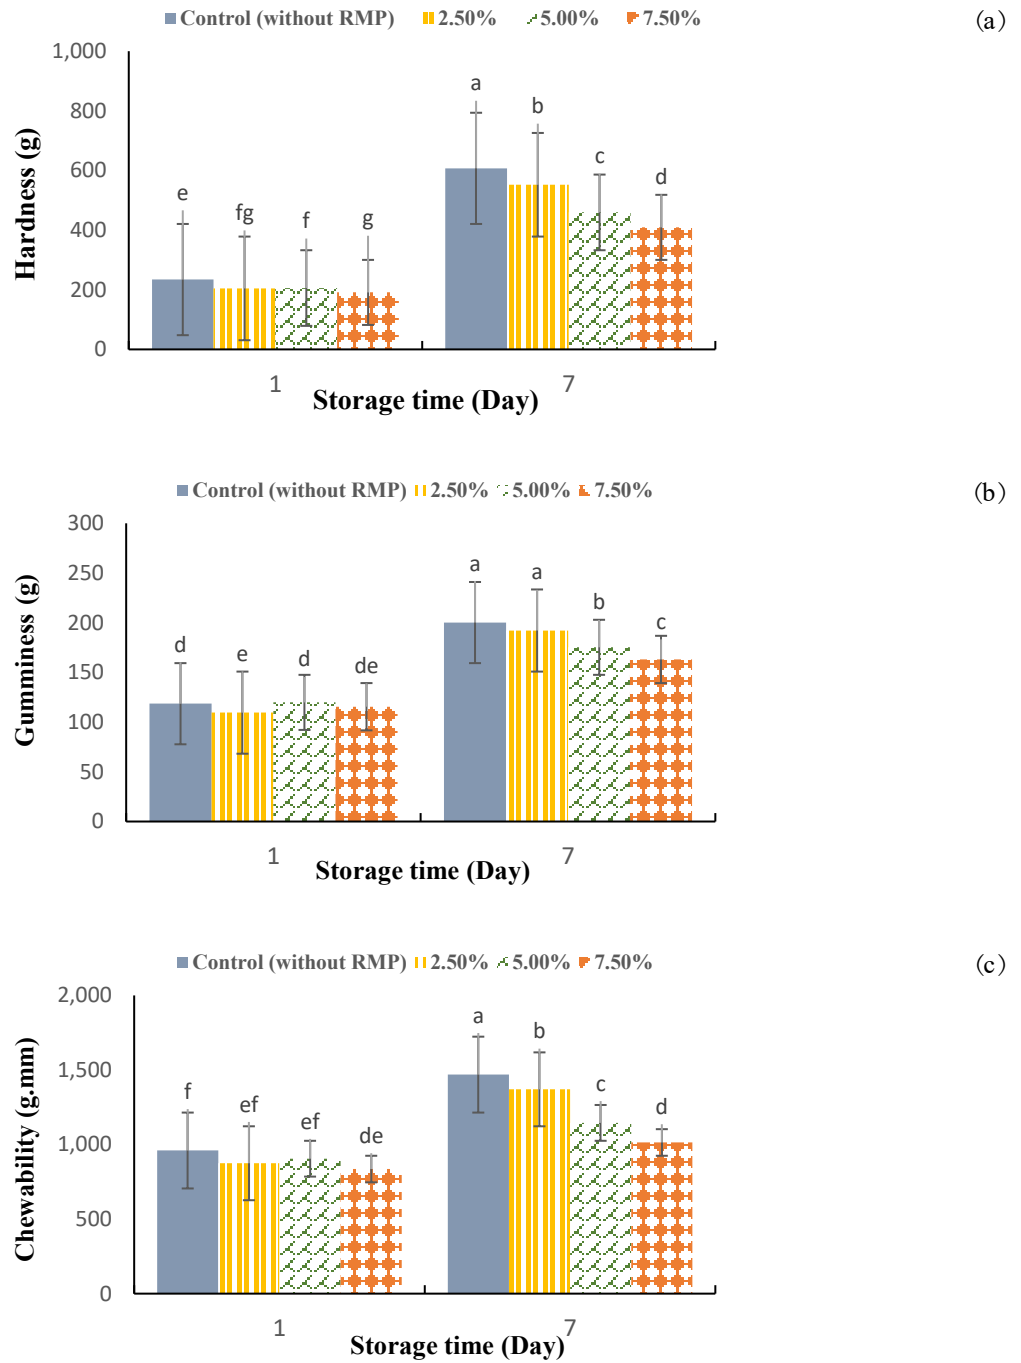 Control (without RMP) 2.50% 5.00% 7.50%
(a)
Hardness (g)
1,000
800
600
400
200
0
e fg f g a b c d
1 7
Storage time (Day)
Control (without RMP) 2.50% 5.00% 7.50%
(b)
Gumminess (g)
300
250
200
150
100
50
0
d e d de a a b c
1 7
Storage time (Day)
Control (without RMP) 2.50% 5.00% 7.50%
(c)
Chewability (g.mm)
2,000
1,500
1,000
500
0
f ef ef de a b c d
1 7
Storage time (Day)